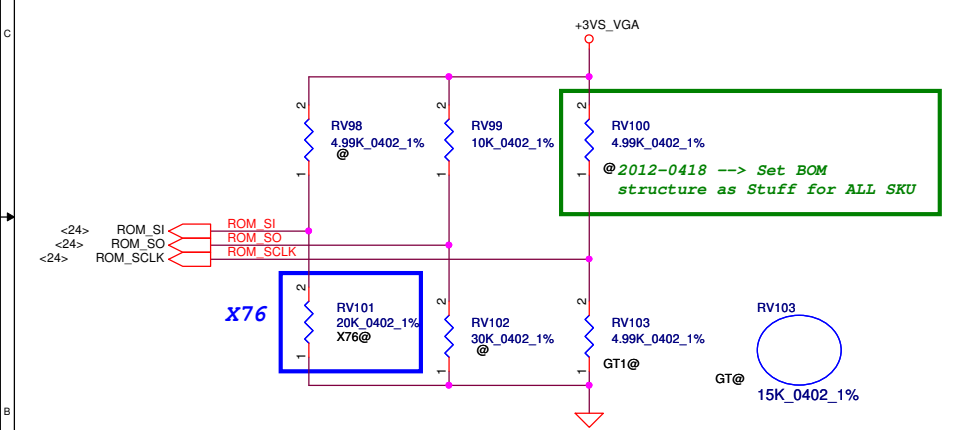 +3VS_VGA
C
2
2
2
RV98
4.99K_0402_1%
@
RV99
10K_0402_1%
RV100
4.99K_0402_1%
1
1
1
@
2012-0418 --> Set BOM
structure as Stuff for ALL SKU
<24> ROM_SI ROM_SI
<24> ROM_SO ROM_SO
<24> ROM_SCLK ROM_SCLK
2
2
2
X76
RV101
20K_0402_1%
X76@
RV102
30K_0402_1%
@
RV103
4.99K_0402_1%
GT1@
1
1
1
RV103
GT@
15K_0402_1%
B